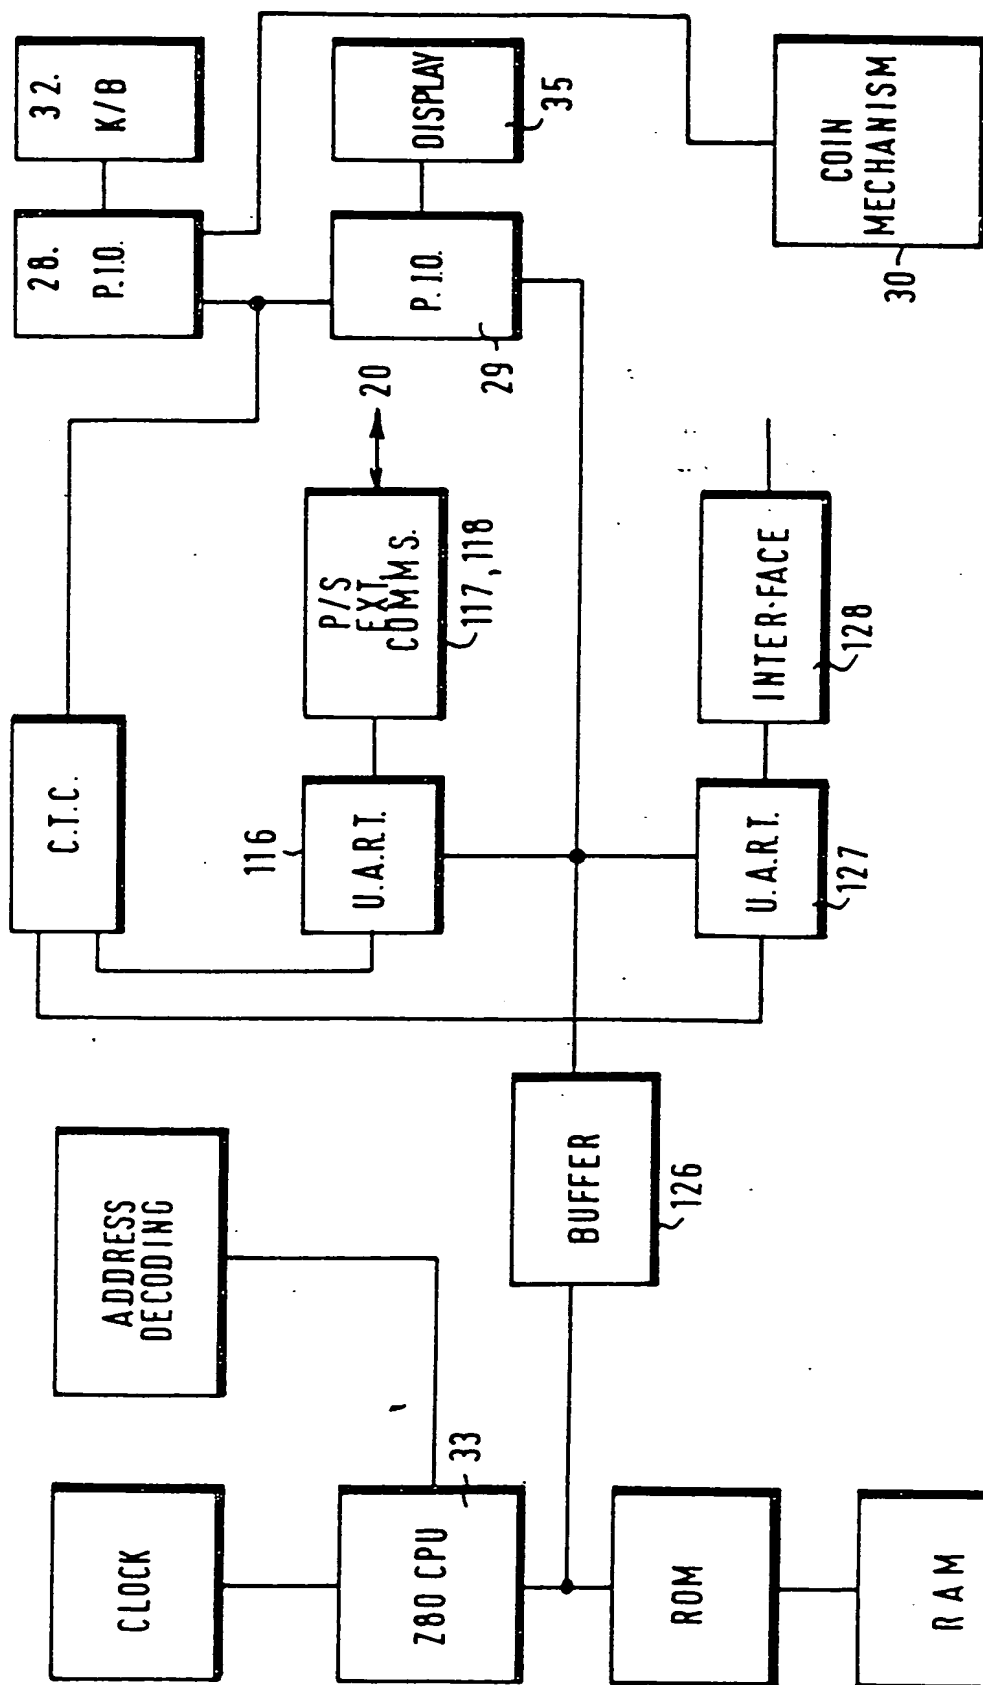 CLOCK
Z80 CPU
33
ROM
RAM
ADDRESS
DECODING
BUFFER
126
C.T.C.
116
U.A.R.T.
U.A.R.T.
127
P/S
EXT.
COMMS.
117, 118
20
INTER-FACE
128
28.
P.I.O.
P.I.O.
29
32.
K/B
DISPLAY
35
COIN
MECHANISM
30